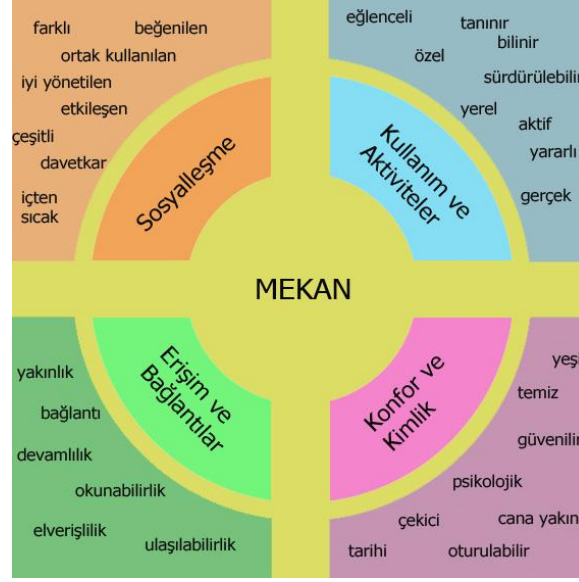 farklı
beğenilen
ortak kullanılan
iyi yönetilen
etkileşen
çeşitli
davetkar
içten
sıcak
Sosyalleşme
eğlenceli
tanınır
bilinir
özel
sürdürülebilir
yerel
aktif
yararlı
gerçek
Kullanım ve
Aktiviteler
MEKAN
yakınlık
bağlantı
devamlılık
okunabilirlik
elverişlilik
ulaşılabilirlik
Erişim ve
Bağlantılar
Konfor ve
Kimlik
temiz
güvenilir
psikolojik
çekici
cana yakın
tarihi
oturulabilir